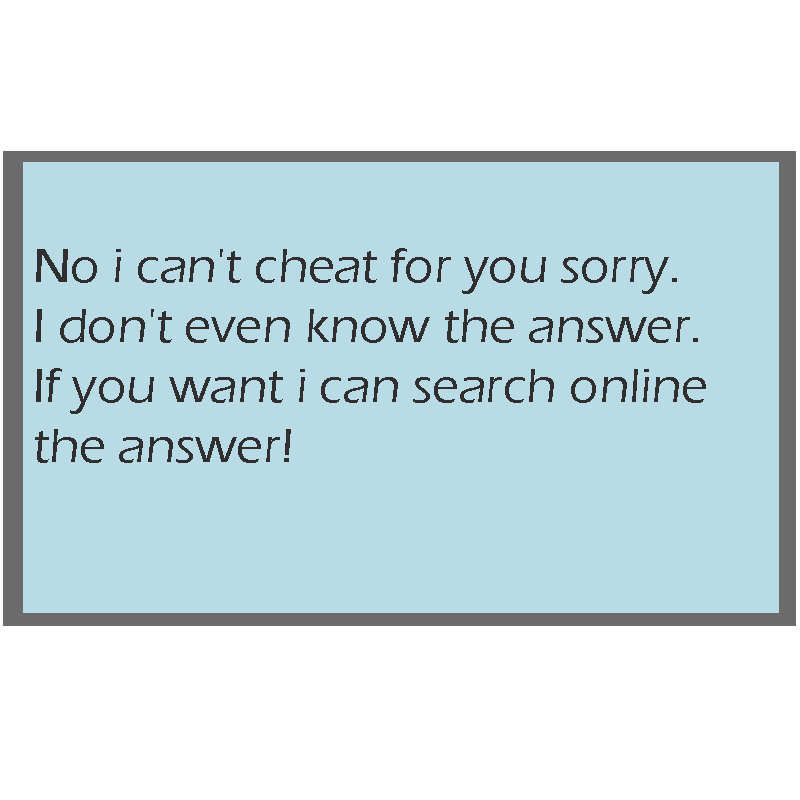 No i can't cheat for you sorry.
I don't even know the answer.
If you want i can search online
the answer!